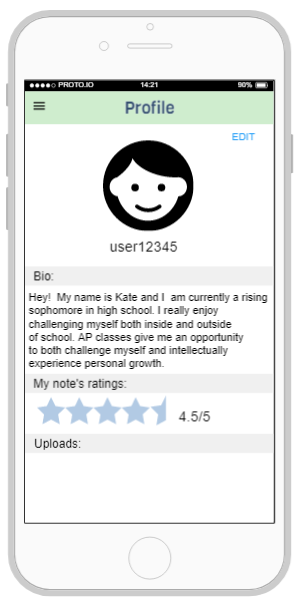 PROTO.IO 14:21 90%
Profile
EDIT
user12345
Bio:
Hey! My name is Kate and I am currently a rising
sophomore in high school. I really enjoy
challenging myself both inside and outside
of school. AP classes give me an opportunity
to both challenge myself and intellectually
experience personal growth.
My note's ratings:
4.5/5
Uploads: